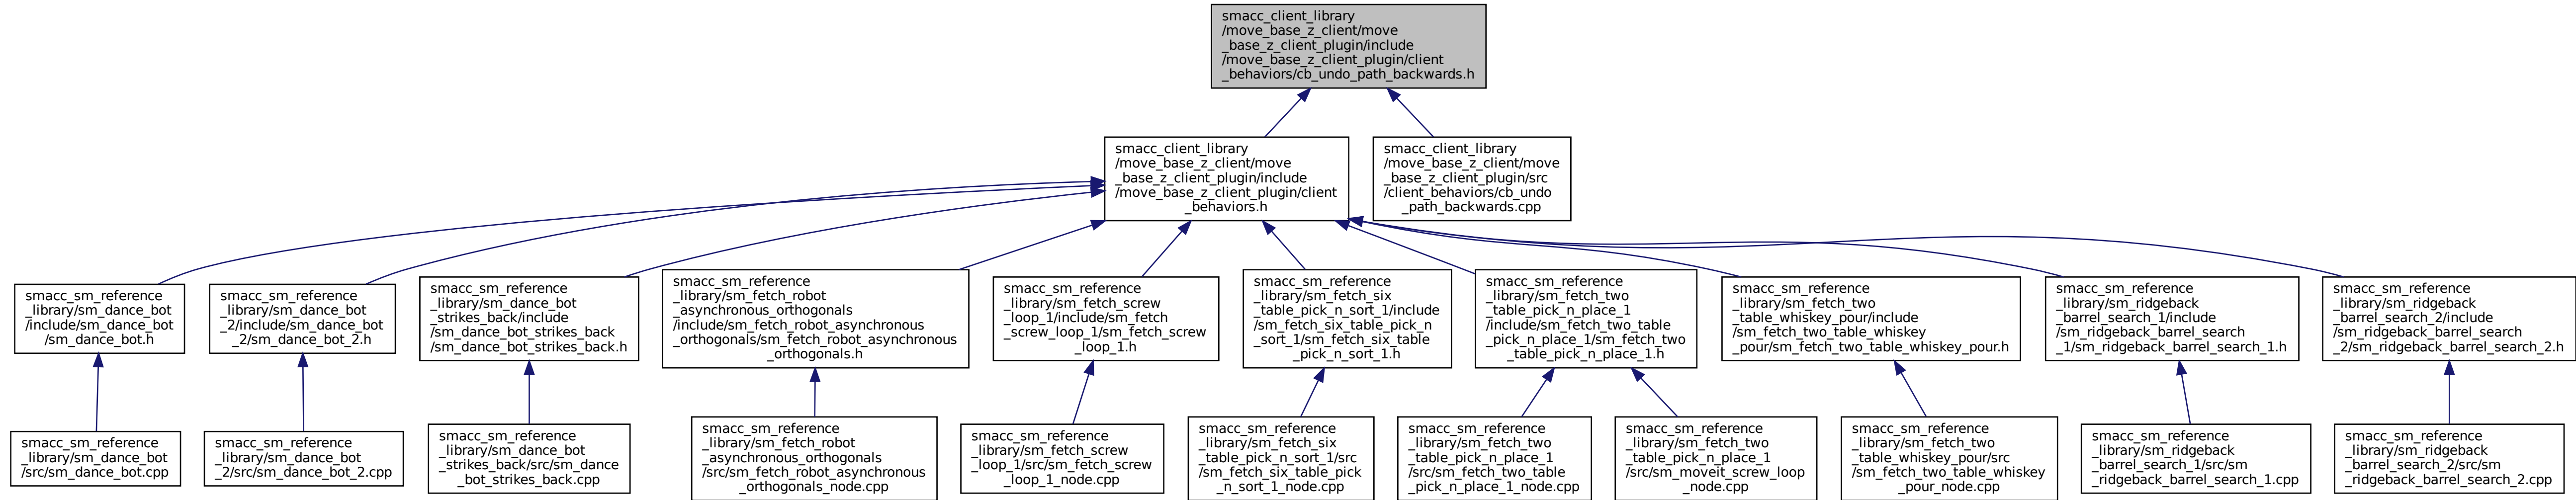 smacc_client_library
/move_base_z_client/move
_base_z_client_plugin/include
/move_base_z_client_plugin/client
_behaviors/cb_undo_path_backwards.h
smacc_client_library
/move_base_z_client/move
_base_z_client_plugin/include
/move_base_z_client_plugin/client
_behaviors.h
smacc_client_library
/move_base_z_client/move
_base_z_client_plugin/src
/client_behaviors/cb_undo
_path_backwards.cpp
smacc_sm_reference
_library/sm_dance_bot
/include/sm_dance_bot
/sm_dance_bot.h
smacc_sm_reference
_library/sm_dance_bot
_2/include/sm_dance_bot
_2/sm_dance_bot_2.h
smacc_sm_reference
_library/sm_dance_bot
_strikes_back/include
/sm_dance_bot_strikes_back
/sm_dance_bot_strikes_back.h
smacc_sm_reference
_library/sm_fetch_robot
_asynchronous_orthogonals
/include/sm_fetch_robot_asynchronous
_orthogonals/sm_fetch_robot_asynchronous
_orthogonals.h
smacc_sm_reference
_library/sm_fetch_screw
_loop_1/include/sm_fetch
_screw_loop_1/sm_fetch_screw
_loop_1.h
smacc_sm_reference
_library/sm_fetch_six
_table_pick_n_sort_1/include
/sm_fetch_six_table_pick_n
_sort_1/sm_fetch_six_table
_pick_n_sort_1.h
smacc_sm_reference
_library/sm_fetch_two
_table_pick_n_place_1
/include/sm_fetch_two_table
_pick_n_place_1/sm_fetch_two
_table_pick_n_place_1.h
smacc_sm_reference
_library/sm_fetch_two
_table_whiskey_pour/include
/sm_fetch_two_table_whiskey
_pour/sm_fetch_two_table_whiskey_pour.h
smacc_sm_reference
_library/sm_ridgeback
_barrel_search_1/include
/sm_ridgeback_barrel_search
_1/sm_ridgeback_barrel_search_1.h
smacc_sm_reference
_library/sm_ridgeback
_barrel_search_2/include
/sm_ridgeback_barrel_search
_2/sm_ridgeback_barrel_search_2.h
smacc_sm_reference
_library/sm_dance_bot
/src/sm_dance_bot.cpp
smacc_sm_reference
_library/sm_dance_bot
_2/src/sm_dance_bot_2.cpp
smacc_sm_reference
_library/sm_dance_bot
_strikes_back/src/sm_dance
_bot_strikes_back.cpp
smacc_sm_reference
_library/sm_fetch_robot
_asynchronous_orthogonals
/src/sm_fetch_robot_asynchronous
_orthogonals_node.cpp
smacc_sm_reference
_library/sm_fetch_screw
_loop_1/src/sm_fetch_screw
_loop_1_node.cpp
smacc_sm_reference
_library/sm_fetch_six
_table_pick_n_sort_1/src
/sm_fetch_six_table_pick
_n_sort_1_node.cpp
smacc_sm_reference
_library/sm_fetch_two
_table_pick_n_place_1
/src/sm_fetch_two_table
_pick_n_place_1_node.cpp
smacc_sm_reference
_library/sm_fetch_two
_table_pick_n_place_1
/src/sm_moveit_screw_loop
_node.cpp
smacc_sm_reference
_library/sm_fetch_two
_table_whiskey_pour/src
/sm_fetch_two_table_whiskey
_pour_node.cpp
smacc_sm_reference
_library/sm_ridgeback
_barrel_search_1/src/sm
_ridgeback_barrel_search_1.cpp
smacc_sm_reference
_library/sm_ridgeback
_barrel_search_2/src/sm
_ridgeback_barrel_search_2.cpp